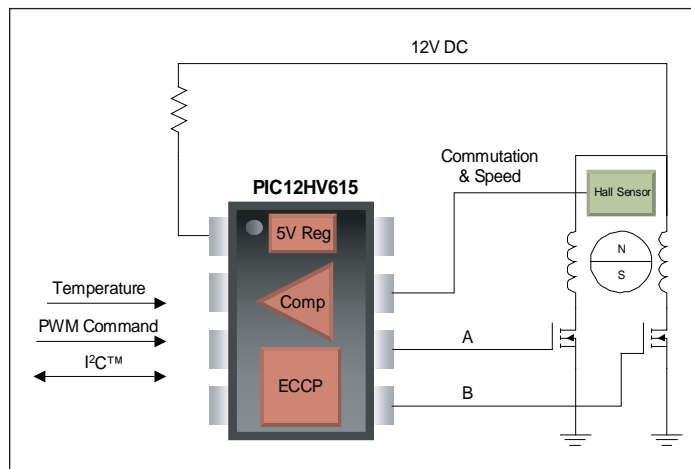 12V DC
Commutation
& Speed
PIC12HV615
Hall Sensor
5V Reg
N
S
Temperature
Comp
PWM Command
A
I²C™
ECCP
B